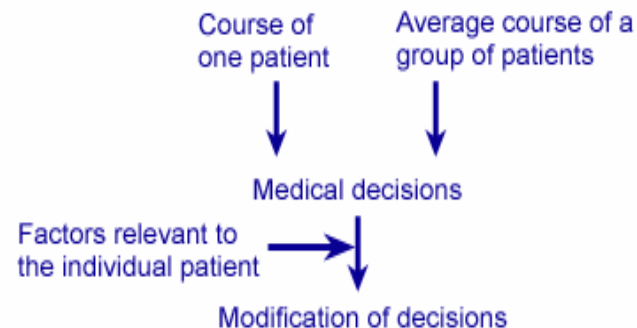 Course of
one patient
Average course of a
group of patients
Medical decisions
Factors relevant to
the individual patient
Modification of decisions